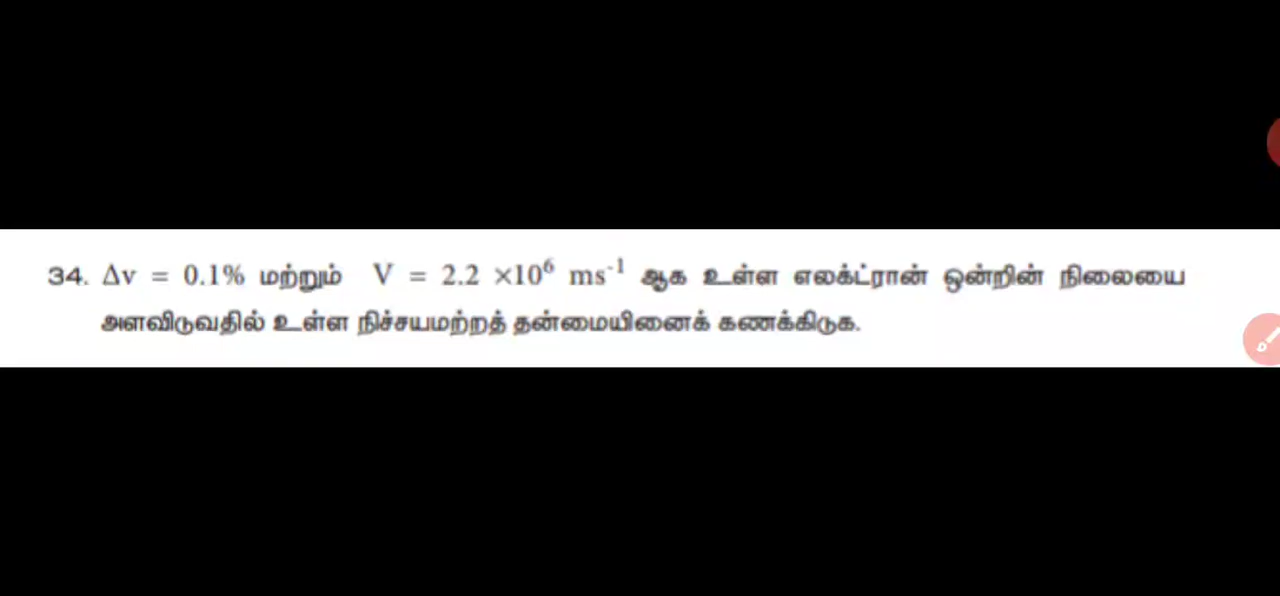 34. Δv = 0.1% மற்றும் V = 2.2 ×10⁶ ms⁻¹ ஆக உள்ள எலக்ட்ரான் ஒன்றின் நிலையை
அளவிடுவதில் உள்ள நிச்சயமற்றத் தன்மையினைக் கணக்கிடுக.